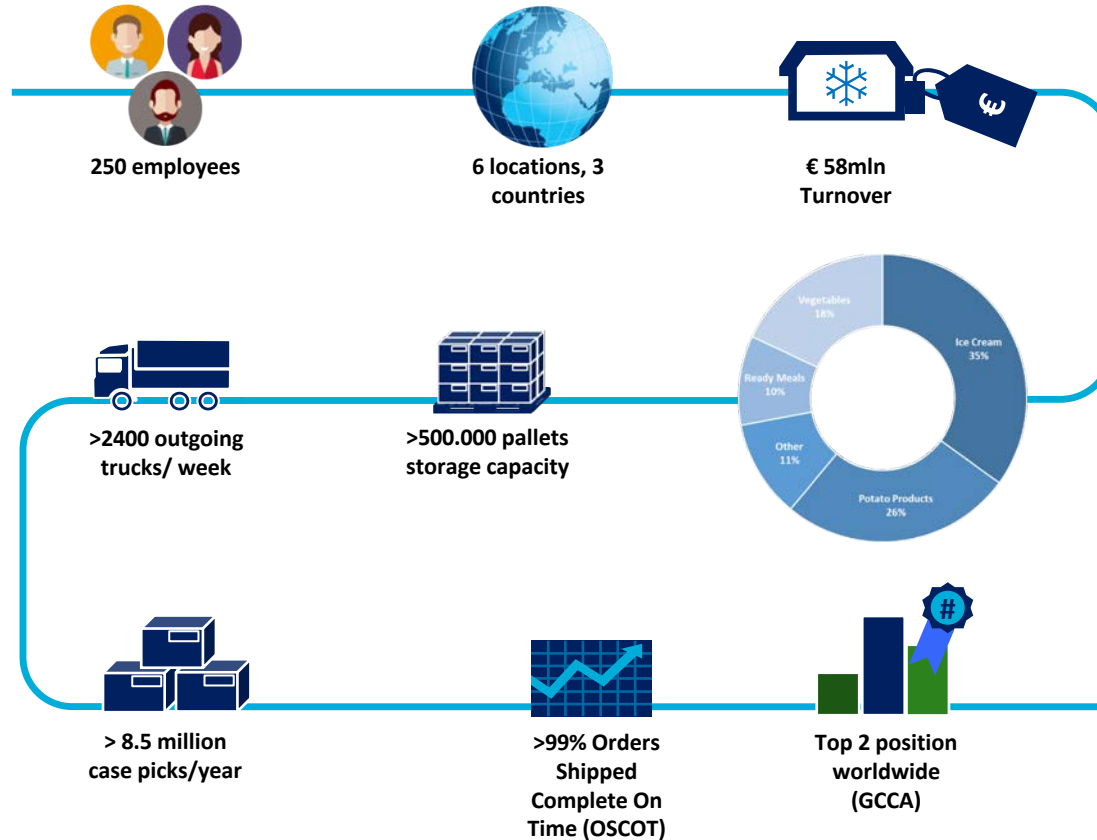 250 employees
6 locations, 3
countries
€
€ 58mln
Turnover
Vegetables
18%
Ice Cream
35%
Ready Meals
10%
Other
11%
Potato Products
26%
>2400 outgoing
trucks/ week
>500.000 pallets
storage capacity
#
> 8.5 million
case picks/year
>99% Orders
Shipped
Complete On
Time (OSCOT)
Top 2 position
worldwide
(GCCA)